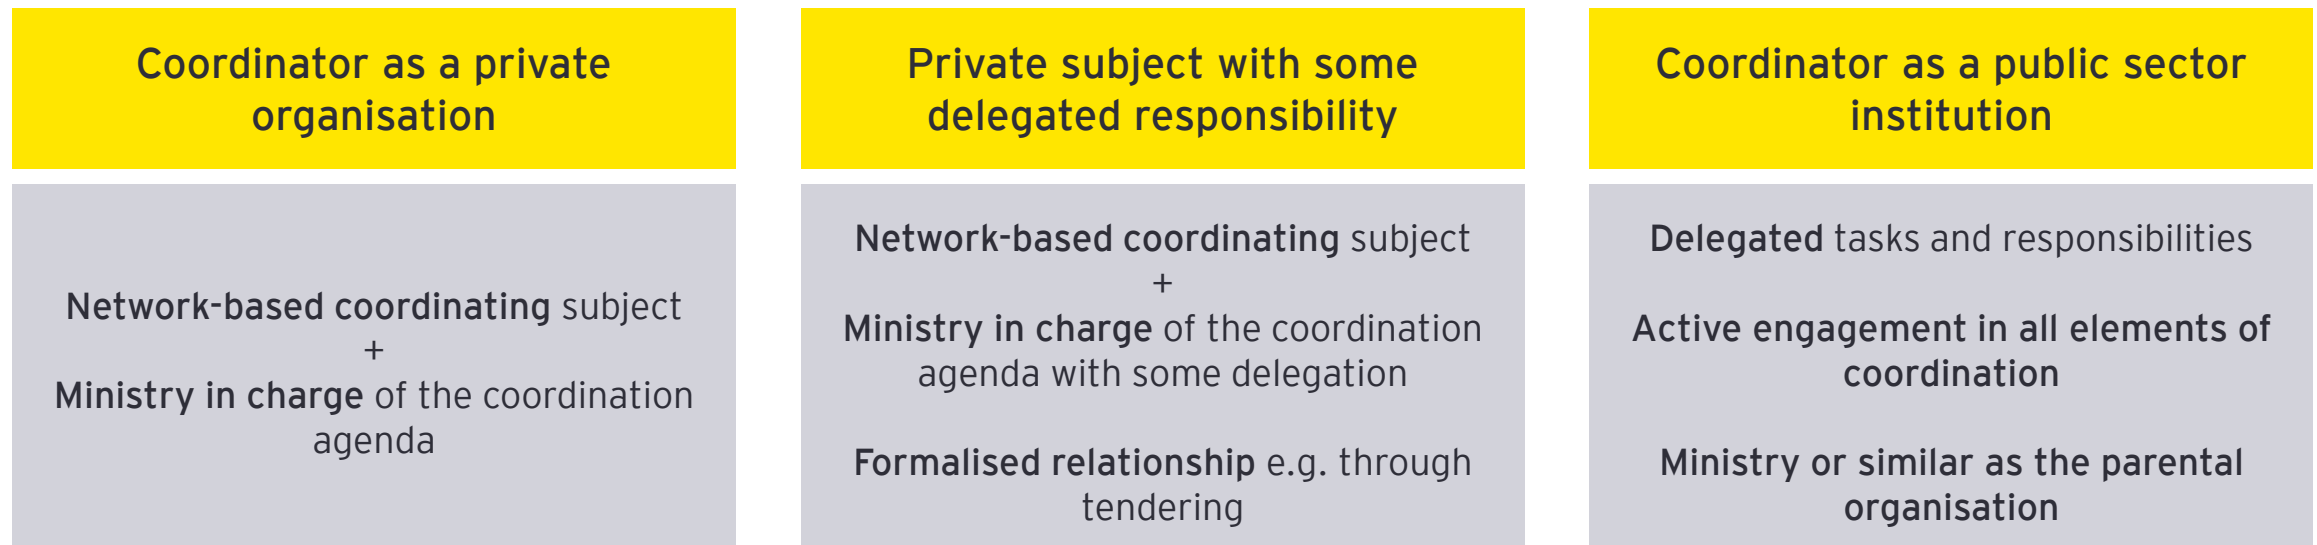 Coordinator as a private
organisation
Network-based coordinating subject
+
Ministry in charge of the coordination
agenda
Private subject with some
delegated responsibility
Network-based coordinating subject
+
Ministry in charge of the coordination
agenda with some delegation
Formalised relationship e.g. through
tendering
Coordinator as a public sector
institution
Delegated tasks and responsibilities
Active engagement in all elements of
coordination
Ministry or similar as the parental
organisation